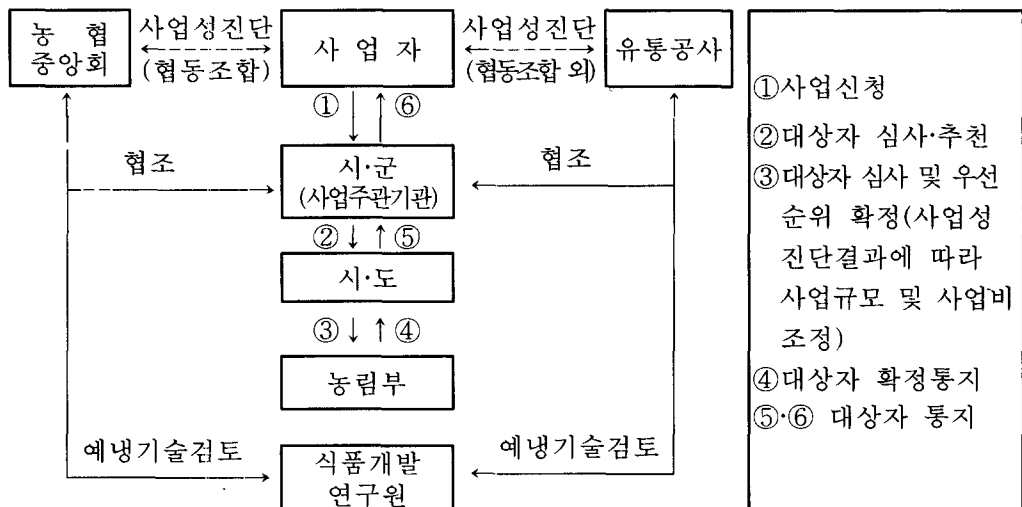 농 협
중앙회
사업성진단
(협동조합)
사 업 자
사업성진단
(협동조합 외)
유통공사
① ⑥
협조
시·군
(사업주관기관)
협조
② ⑤
시·도
③ ④
농림부
예냉기술검토
식품개발
연구원
예냉기술검토
①사업신청
②대상자 심사·추천
③대상자 심사 및 우선
순위 확정(사업성
진단결과에 따라
사업규모 및 사업비
조정)
④대상자 확정통지
⑤·⑥ 대상자 통지